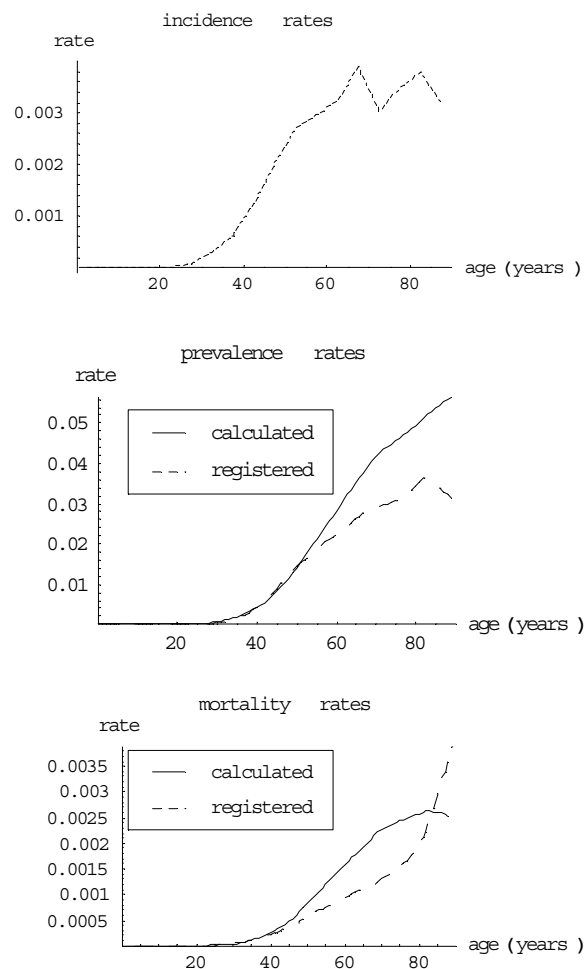 incidence rates
rate
0.003
0.002
0.001
20 40 60 80
age (years )
prevalence rates
rate
0.05
0.04
0.03
0.02
0.01
calculated
registered
20 40 60 80
age (years )
mortality rates
rate
0.0035
0.003
0.0025
0.002
0.0015
0.001
0.0005
calculated
registered
20 40 60 80
age (years )